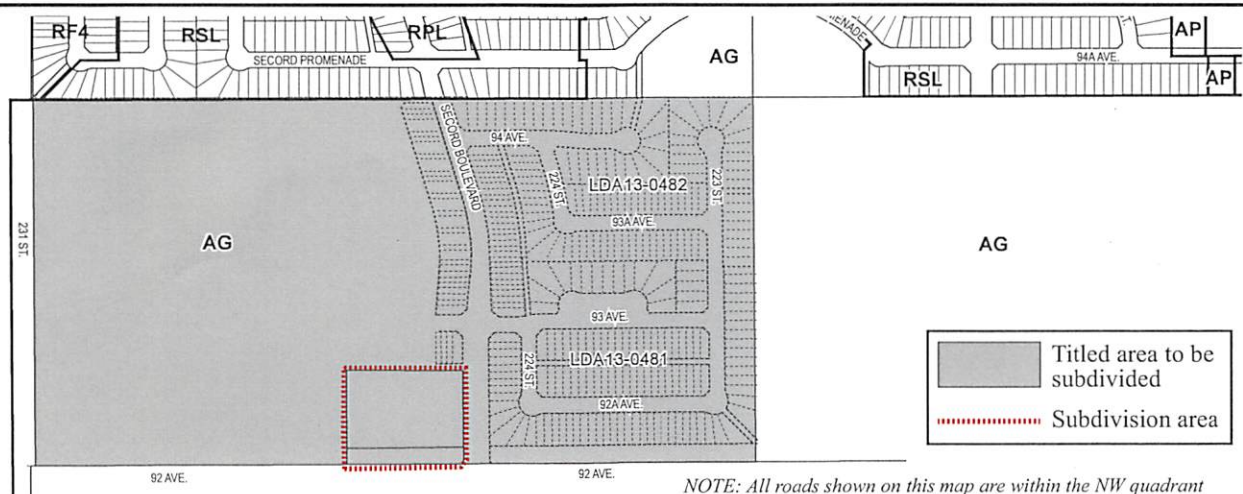 RF4
RSL
RPL
SECORD PROMENADE
AG
94A AVE.
RSL
AP
AP
SECORD BOULEVARD
94 AVE.
224 ST.
LDA13-0482
223 ST.
93A AVE.
231 ST.
AG
AG
93 AVE.
LDA13-0481
224 ST.
92A AVE.
92 AVE.
92 AVE.
Titled area to be
subdivided
Subdivision area
NOTE: All roads shown on this map are within the NW quadrant